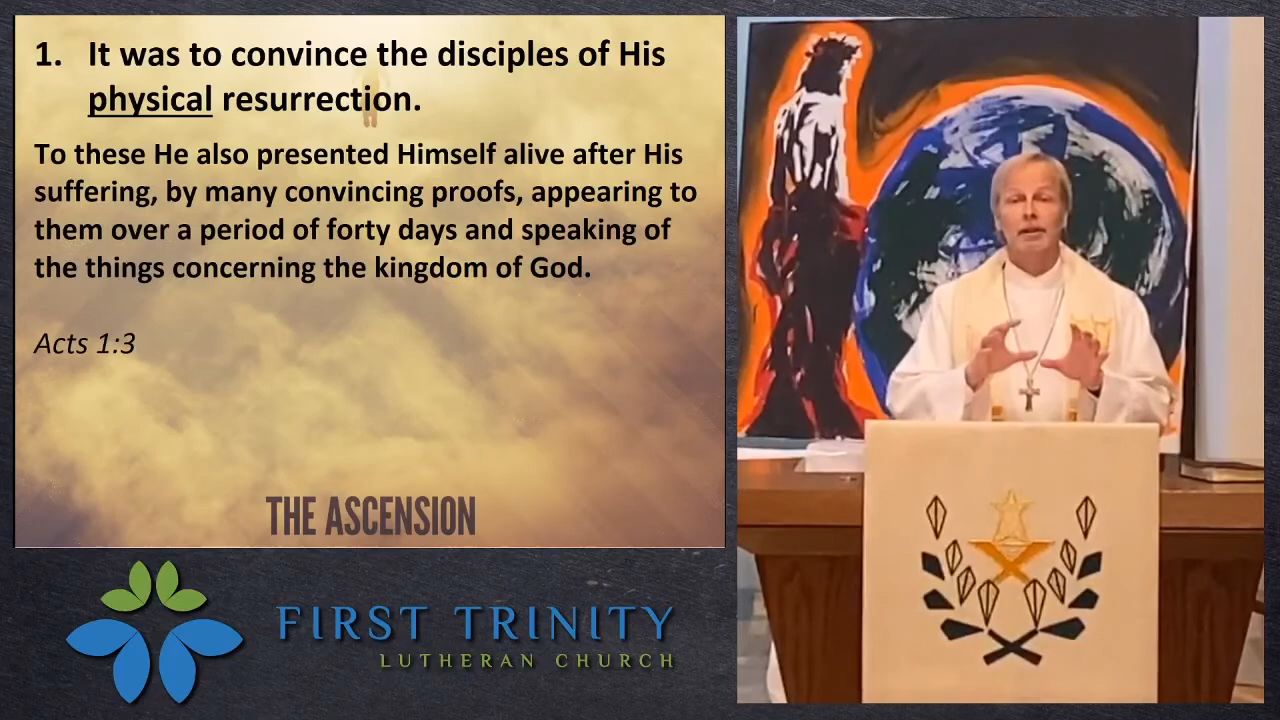 1. It was to convince the disciples of His
physical resurrection.
To these He also presented Himself alive after His
suffering, by many convincing proofs, appearing to
them over a period of forty days and speaking of
the things concerning the kingdom of God.
Acts 1:3
THE ASCENSION
FIRST TRINITY
LUTHERAN CHURCH